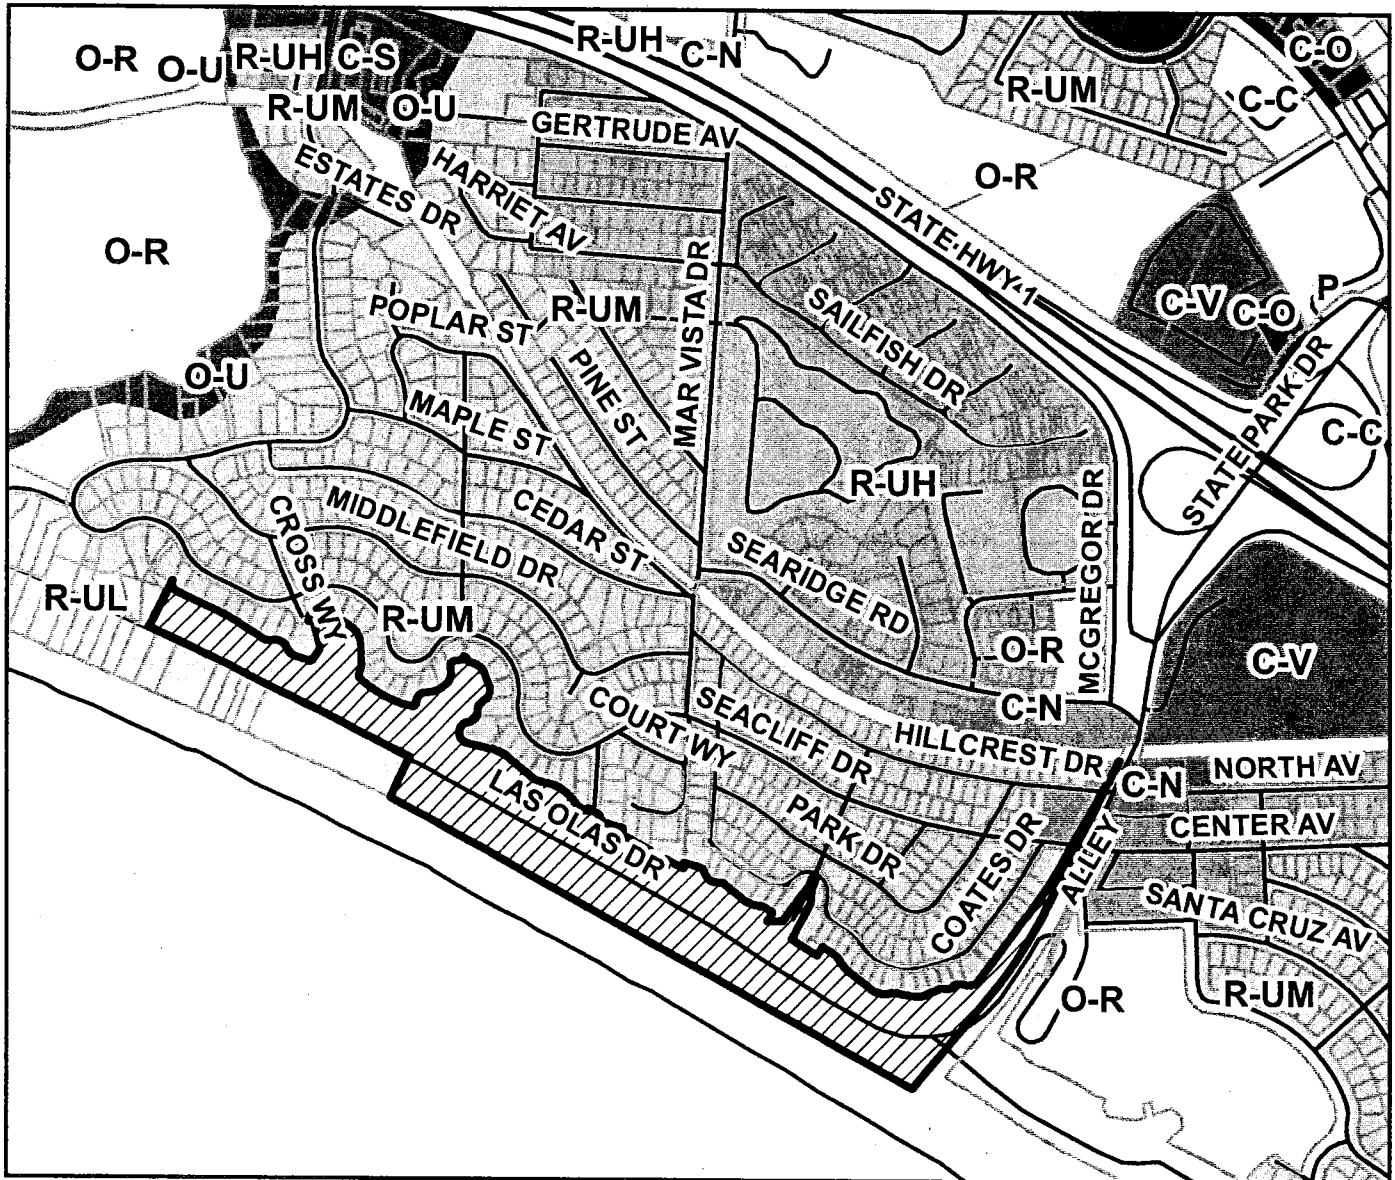 O-R
O-U
R-UH
C-S
R-UH
C-N
C-O
R-UM
O-U
R-UM
C-C
GERTRUDE AV
ESTATES DR
HARRIET AV
O-R
STATE HWY 1
O-R
MAR VISTA DR
SAILFISH DR
C-V
C-O
P
POPLAR ST
R-UM
PINE ST
STATE PARK DR
O-U
MAPLE ST
C-C
R-UH
MCGREGOR DR
CROSS WY
MIDDLEFIELD DR
CEDAR ST
SEARIDGE RD
R-UL
R-UM
O-R
C-V
C-N
COURT WY
SEACLIFF DR
HILLCREST DR
LAS OLAS DR
PARK DR
COATES DR
C-N
NORTH AV
CENTER AV
ALLEY
SANTA CRUZ AV
O-R
R-UM